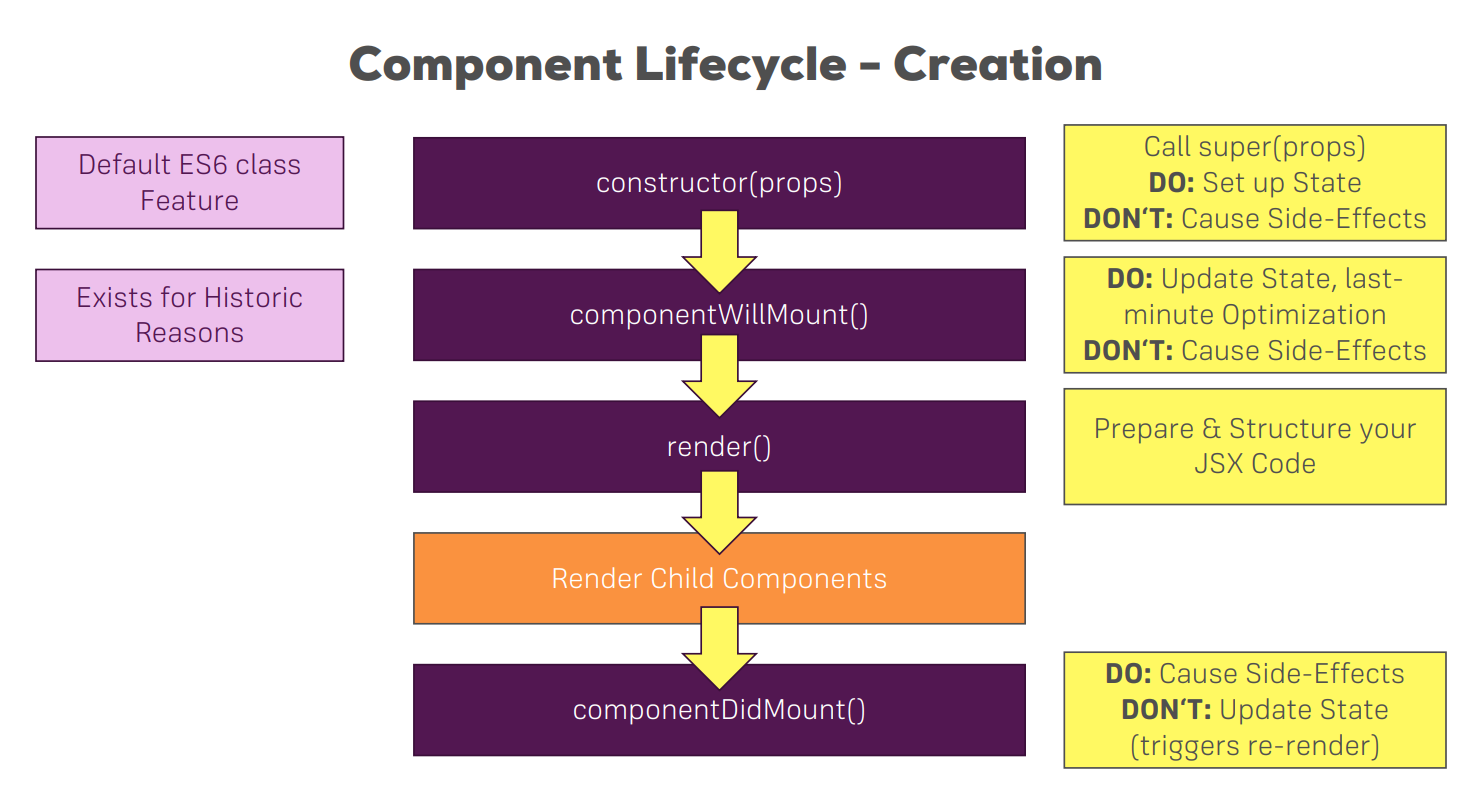 Component Lifecycle – Creation
Default ES6 class
Feature
constructor(props)
Call super(props)
DO: Set up State
DON‘T: Cause Side-Effects
Exists for Historic
Reasons
componentWillMount()
DO: Update State, last-
minute Optimization
DON‘T: Cause Side-Effects
render()
Prepare & Structure your
JSX Code
Render Child Components
componentDidMount()
DO: Cause Side-Effects
DON‘T: Update State
(triggers re-render)